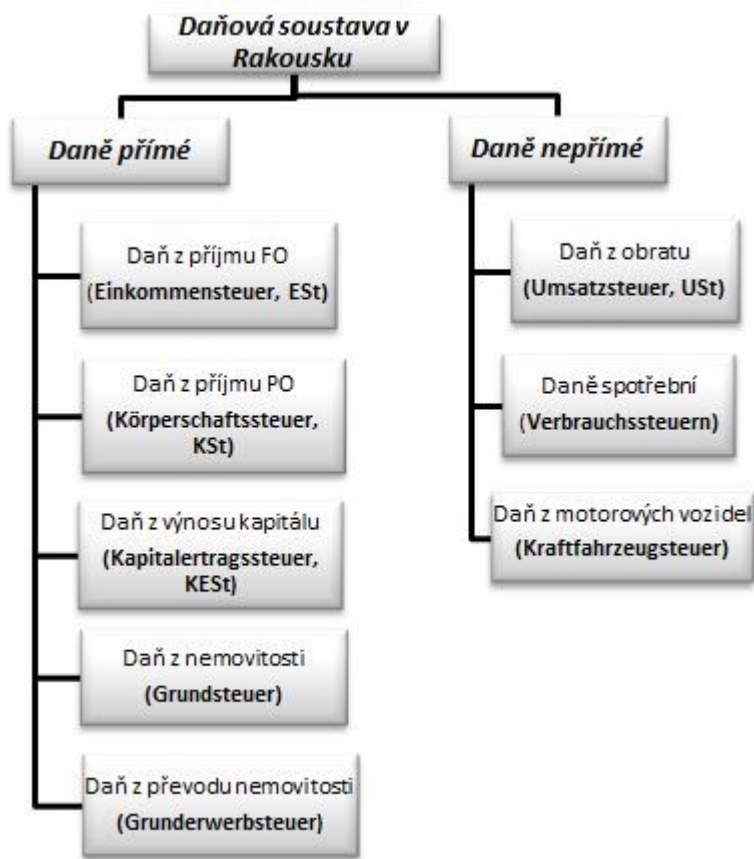 Daňová soustava v
Rakousku
Daně přímé
Daň z příjmu FO
(Einkommensteuer, ESt)
Daň z příjmu PO
(Körperschaftssteuer,
KSt)
Daň z výnosu kapitálu
(Kapitalertragssteuer,
KESt)
Daň z nemovitosti
(Grundsteuer)
Daň z převodu nemovitosti
(Grunderwerbsteuer)
Daně nepřímé
Daň z obratu
(Umsatzsteuer, USt)
Daně spotřební
(Verbrauchssteuern)
Daň z motorových vozidel
(Kraftfahrzeugsteuer)